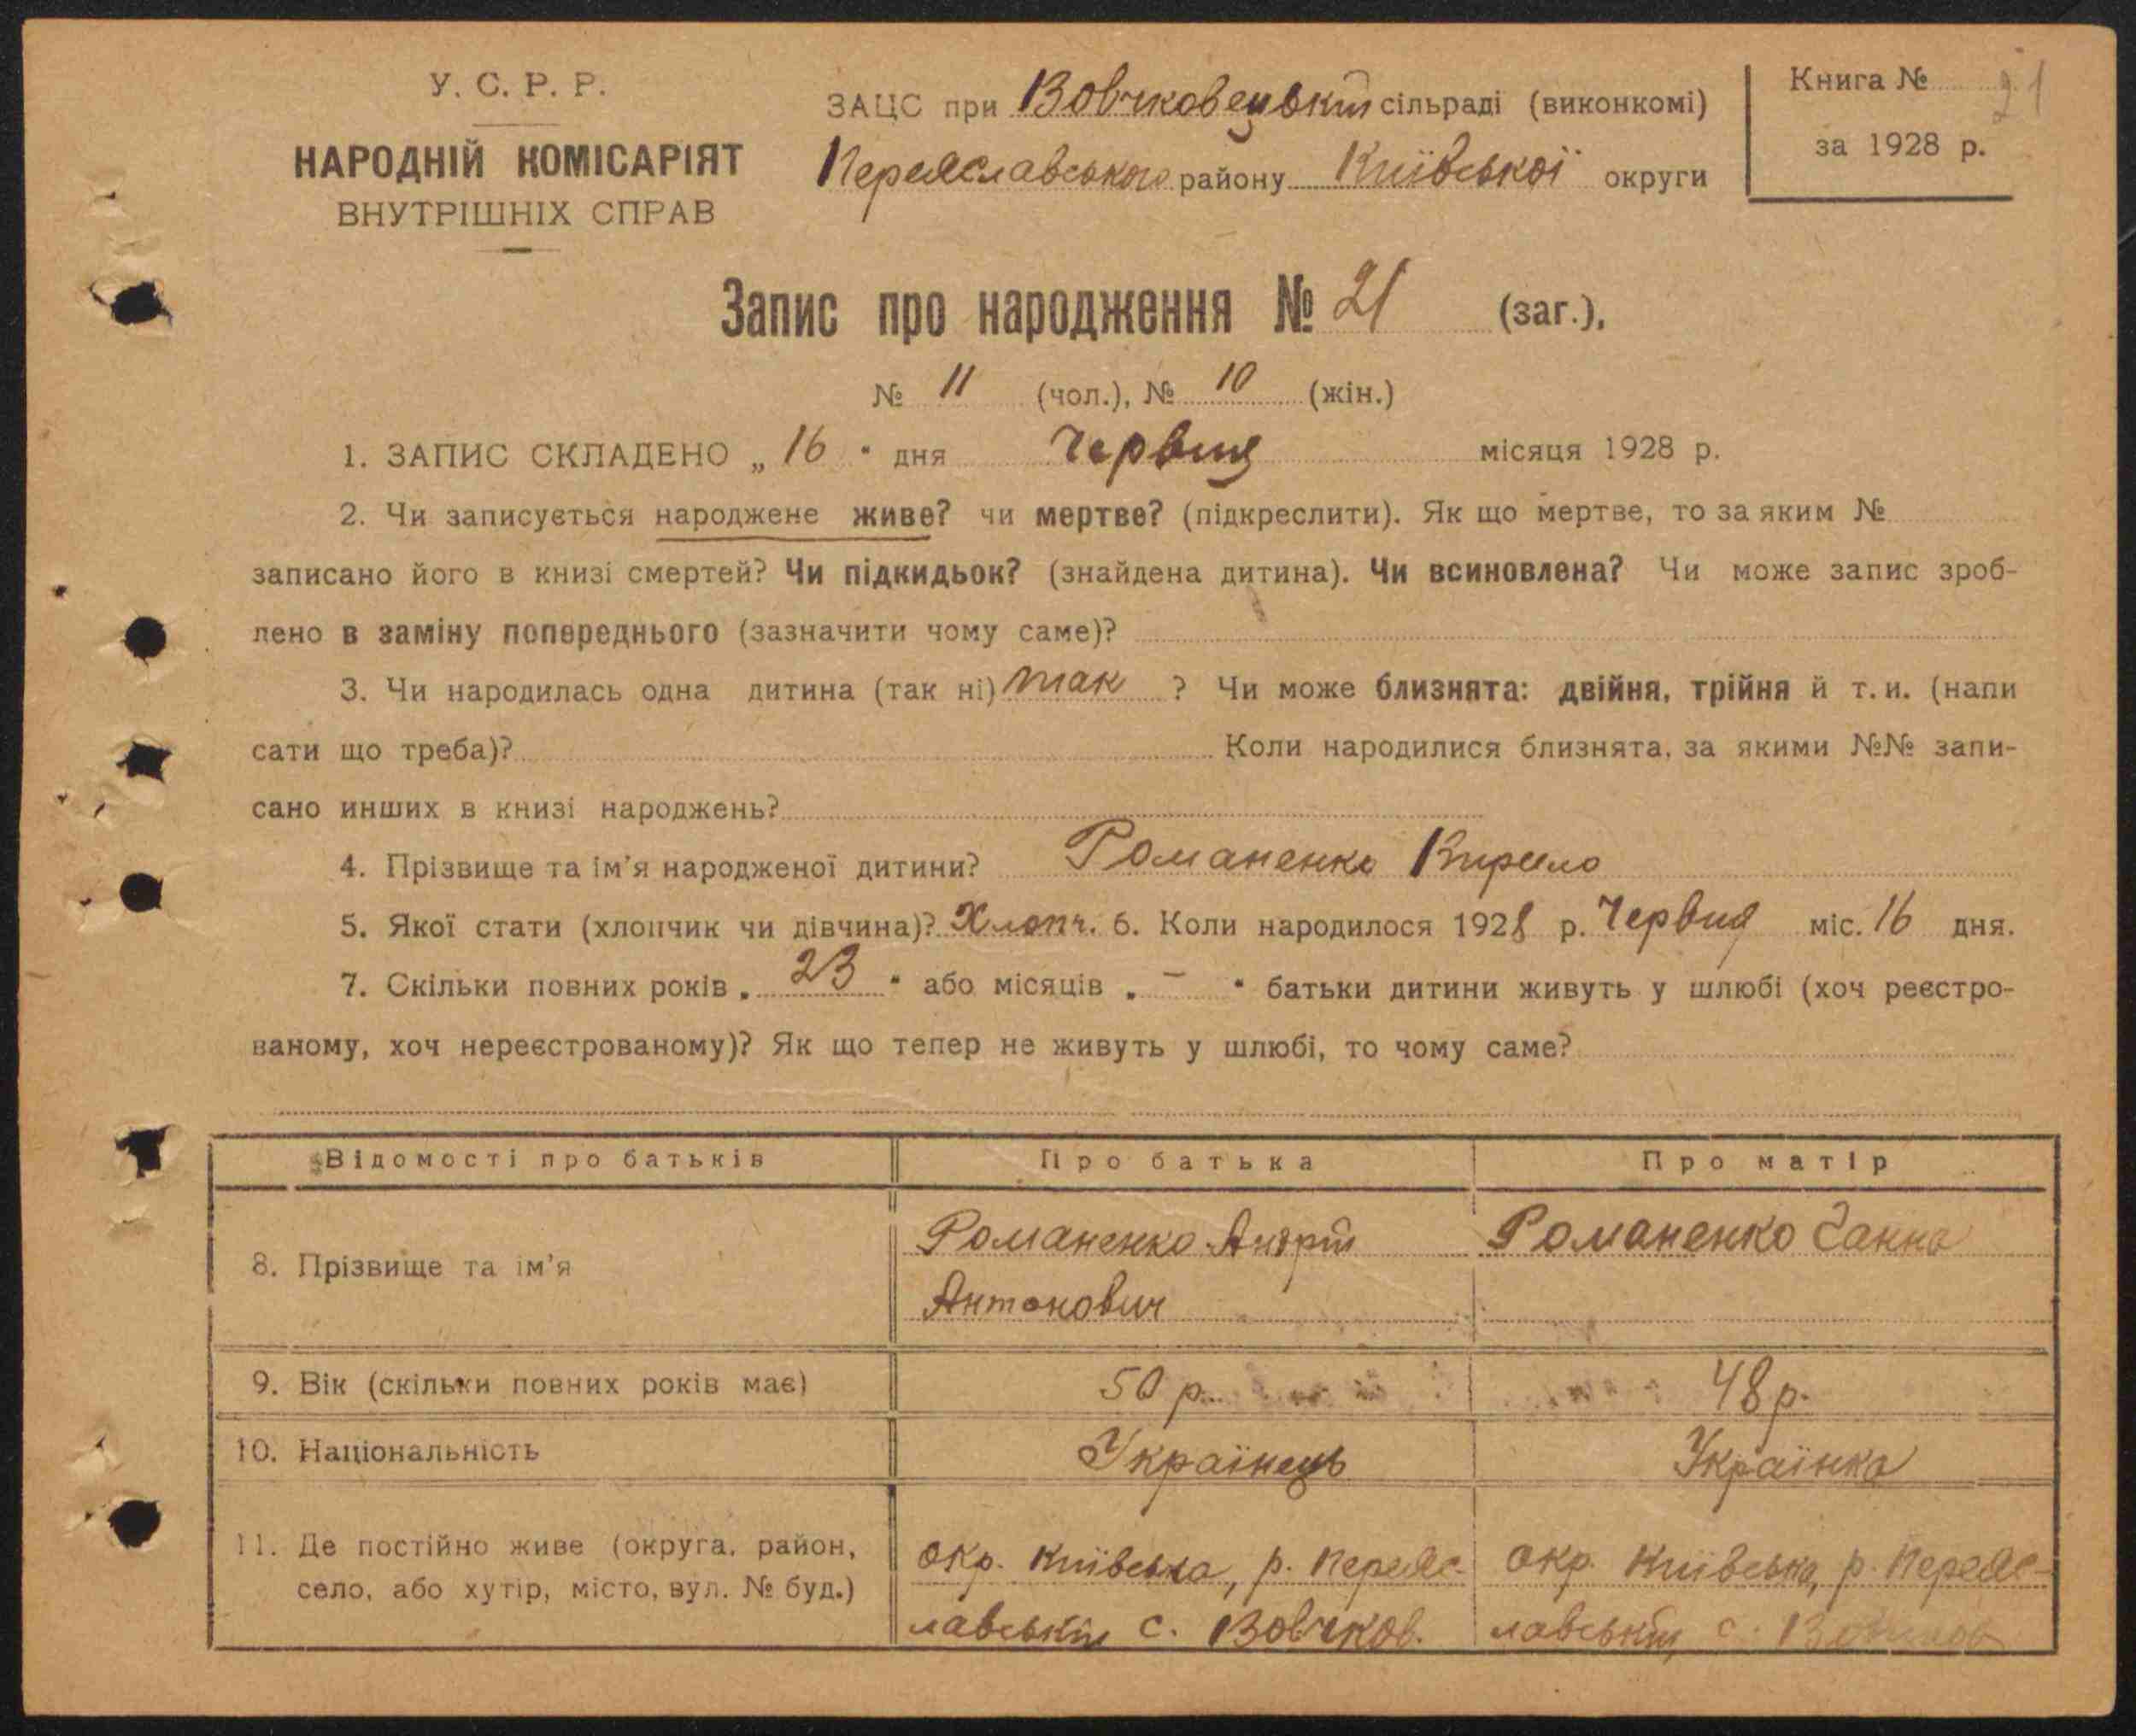 У. С. Р. Р.
НАРОДНІЙ КОМІСАРІЯТ
ВНУТРІШНІХ СПРАВ
ЗАЦС при Вовчковецькій сільраді (виконкомі)
Переяславського району Київської округи
Книга № 21
за 1928 р.
Запис про народження № 21 (заг.),
№ 11 (чол.), № 10 (жін.)
1. ЗАПИС СКЛАДЕНО „ 16 " дня Червця місяця 1928 р.
2. Чи записується народжене живе? чи мертве? (підкреслити). Як що мертве, то за яким №
записано його в книзі смертей? Чи підкидьок? (знайдена дитина). Чи всиновлена? Чи може запис зроб-
лено в заміну попереднього (зазначити чому саме)?
3. Чи народилась одна дитина (так ні) так ? Чи може близнята: двійня, трійня й т. и. (напи
сати що треба)? Коли народилися близнята, за якими №№ запи-
сано инших в книзі народжень?
4. Прізвище та ім'я народженої дитини? Романенко Кирило
5. Якої стати (хлопчик чи дівчина)? Хлопч. 6. Коли народилося 1928 р. Червця міс. 16 дня.
7. Скільки повних років „ 23 " або місяців „ – " батьки дитини живуть у шлюбі (хоч реєстро-
ваному, хоч нереєстрованому)? Як що тепер не живуть у шлюбі, то чому саме?
Відомості про батьків Про батька Про матір
8. Прізвище та ім'я Романенко Андрій Романенко Ганна
Антонович
9. Вік (скільки повних років має) 50 р. 48 р.
10. Національність Українець Українка
11. Де постійно живе (округа, район, окр. Київська, р. Переяс- окр. Київська, р. Переяс-
село, або хутір, місто, вул. № буд.) лавський с. Вовчков. лавський с. Вовчков